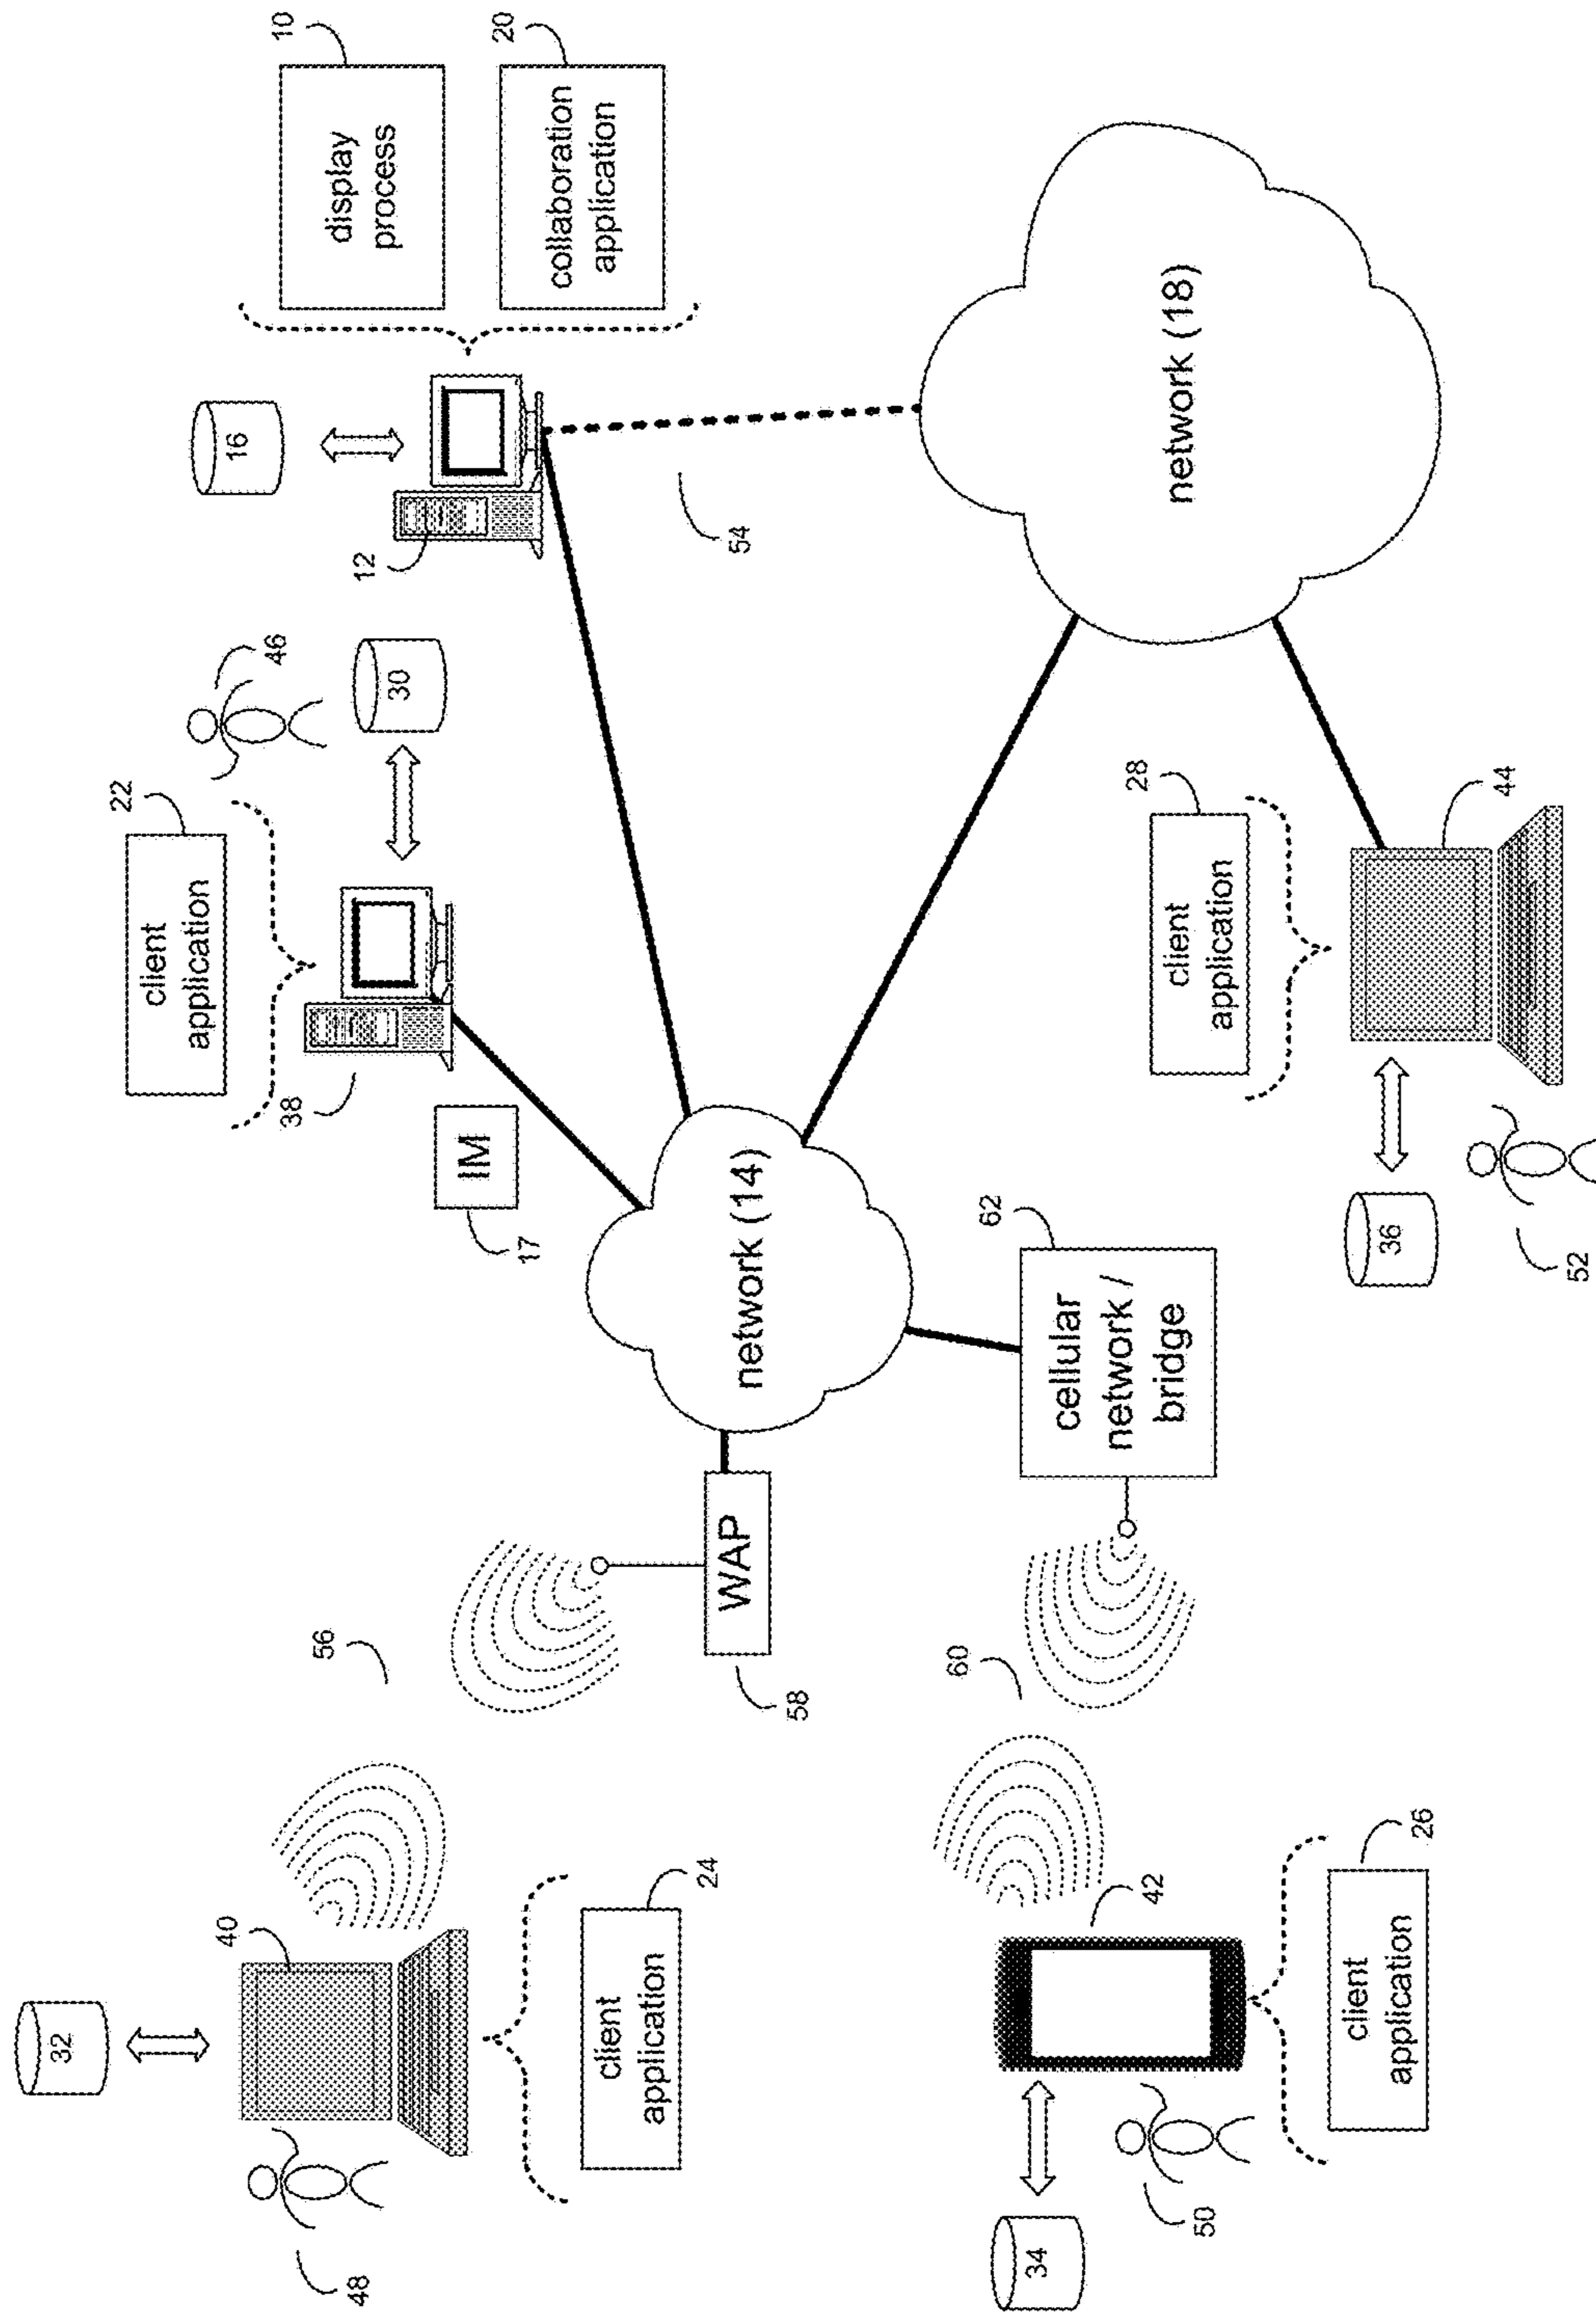 32
22
client
application
40
16
46
10
38
56
display
process
48
12
30
IM
20
17
collaboration
application
client
application
24
WAP
54
network (14)
58
60
62
34
cellular
network /
bridge
28
42
client
application
network (18)
50
client
application
36
26
44
52